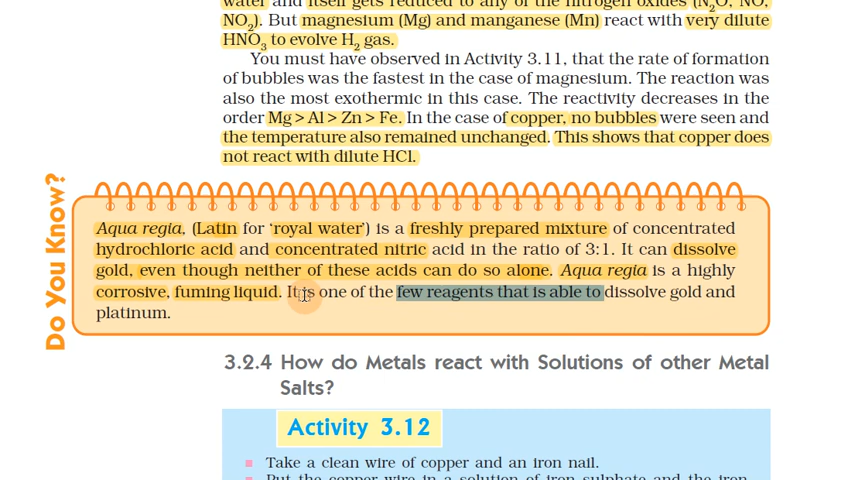 water and itself gets reduced to any of the nitrogen oxides (N2O, NO,
NO2). But magnesium (Mg) and manganese (Mn) react with very dilute
HNO3 to evolve H2 gas.
You must have observed in Activity 3.11, that the rate of formation
of bubbles was the fastest in the case of magnesium. The reaction was
also the most exothermic in this case. The reactivity decreases in the
order Mg > Al > Zn > Fe. In the case of copper, no bubbles were seen and
the temperature also remained unchanged. This shows that copper does
not react with dilute HCl.
Do You Know?
Aqua regia, (Latin for ‘royal water’) is a freshly prepared mixture of concentrated
hydrochloric acid and concentrated nitric acid in the ratio of 3:1. It can dissolve
gold, even though neither of these acids can do so alone. Aqua regia is a highly
corrosive, fuming liquid. It is one of the few reagents that is able to dissolve gold and
platinum.
3.2.4 How do Metals react with Solutions of other Metal
Salts?
Activity 3.12
Take a clean wire of copper and an iron nail.
Put the copper wire in a solution of iron sulphate and the iron